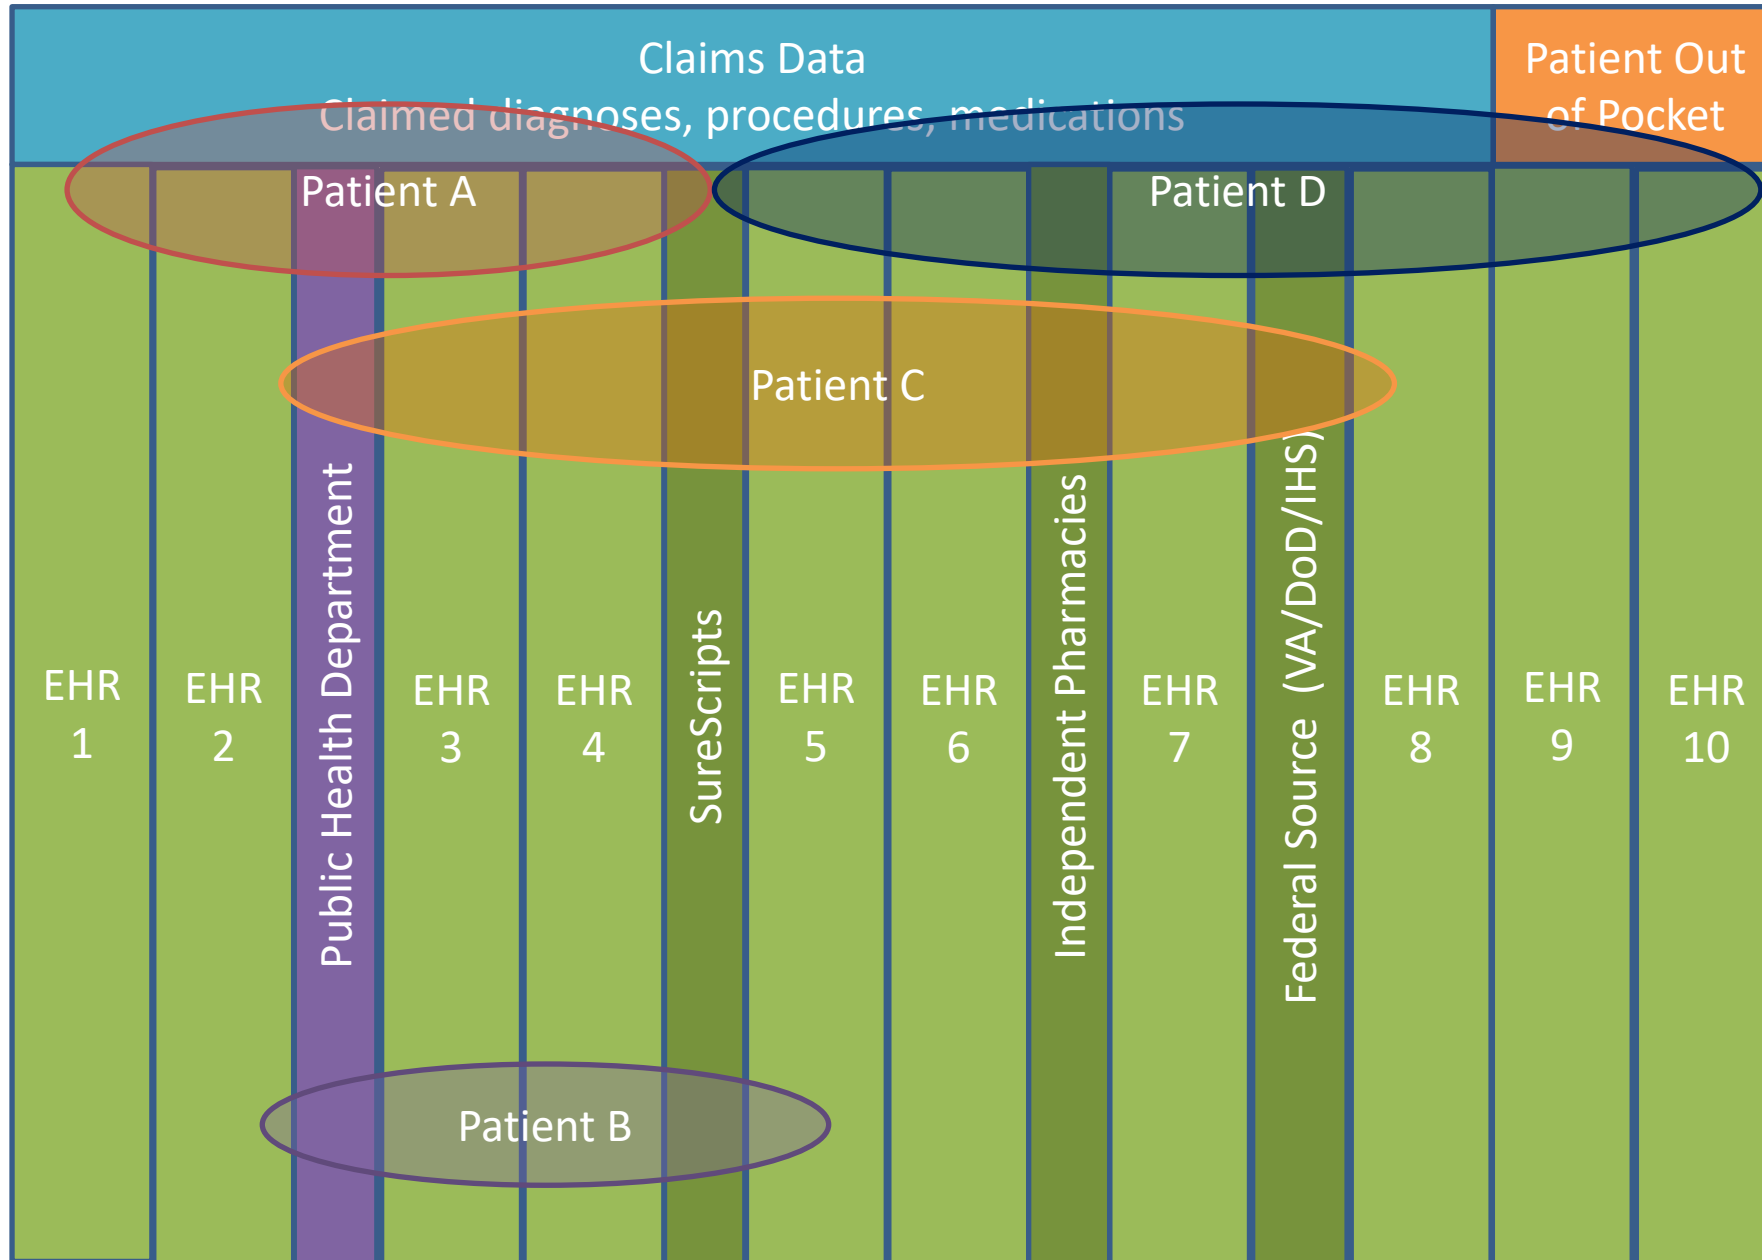 Claims Data
Claimed diagnoses, procedures, medications
Patient Out
of Pocket
Patient A
Patient D
Patient C
EHR
1
EHR
2
Public Health Department
EHR
3
EHR
4
SureScripts
EHR
5
EHR
6
Independent Pharmacies
EHR
7
Federal Source (VA/DoD/IHS)
EHR
8
EHR
9
EHR
10
Patient B